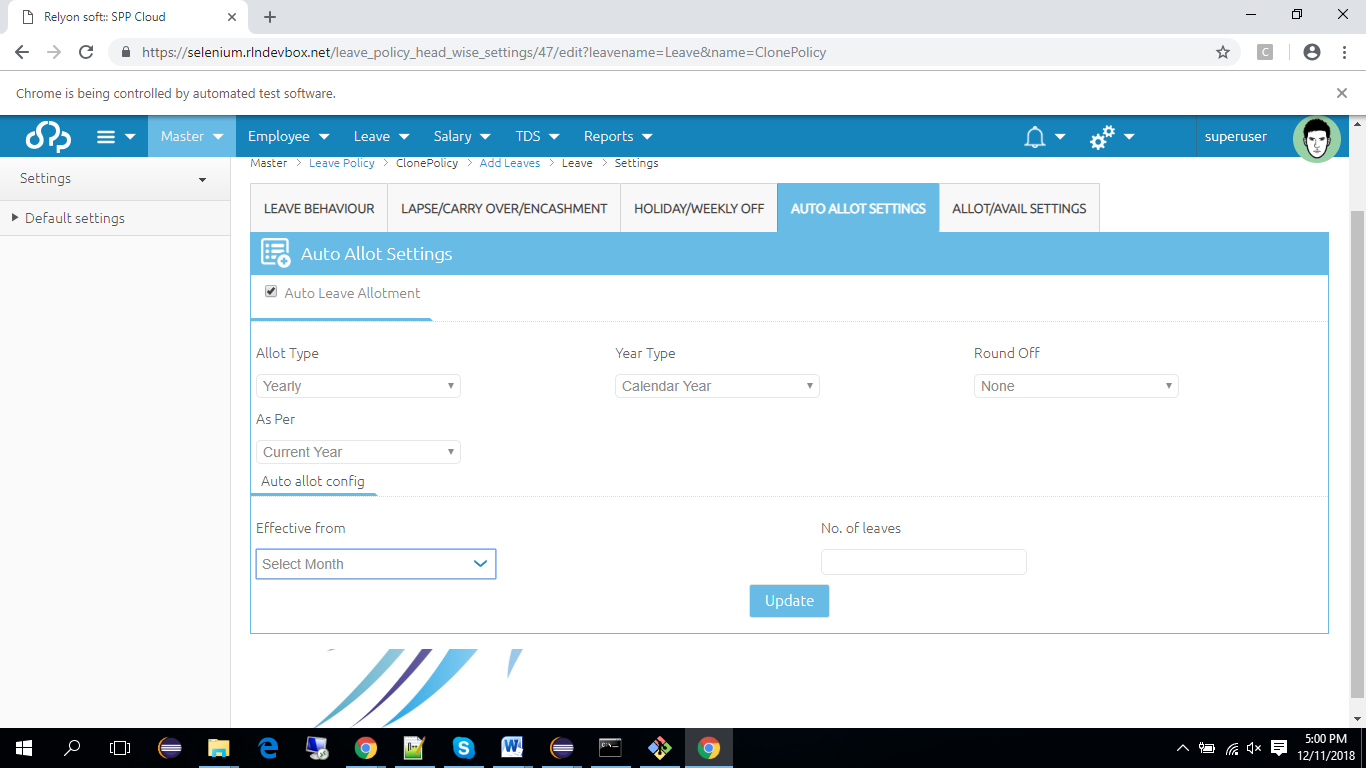 Relyon soft:: SPP Cloud
https://selenium.rlndevbox.net/leave_policy_head_wise_settings/47/edit?leavename=Leave&name=ClonePolicy
C
Chrome is being controlled by automated test software.
Spp Master Employee Leave Salary TDS Reports superuser
Master > Leave Policy > ClonePolicy > Add Leaves > Leave > Settings
Settings
Default settings
LEAVE BEHAVIOUR LAPSE/CARRY OVER/ENCASHMENT HOLIDAY/WEEKLY OFF AUTO ALLOT SETTINGS ALLOT/AVAIL SETTINGS
Auto Allot Settings
Auto Leave Allotment
Allot Type Year Type Round Off
Yearly Calendar Year None
As Per
Current Year
Auto allot config
Effective from No. of leaves
Select Month
Update
5:00 PM
12/11/2018